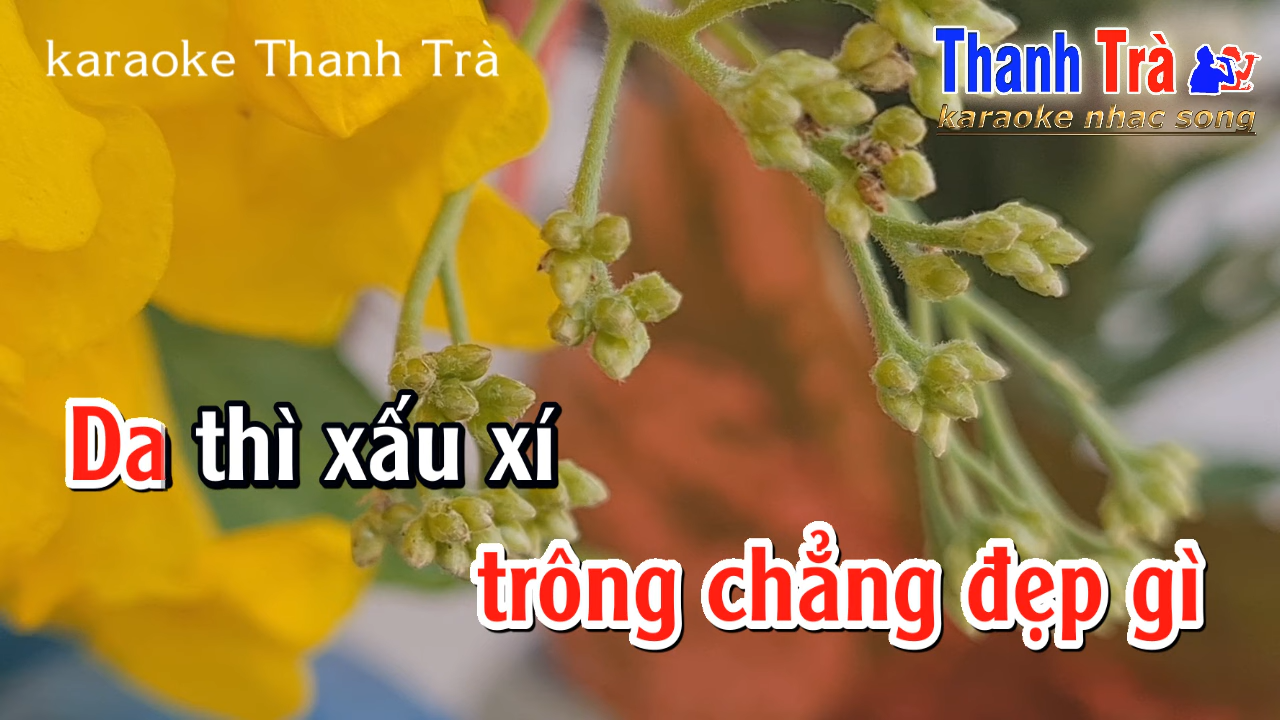 karaoke Thanh Trà
Thanh Trà
karaoke nhac song
Da thì xấu xí
trông chẳng đẹp gì